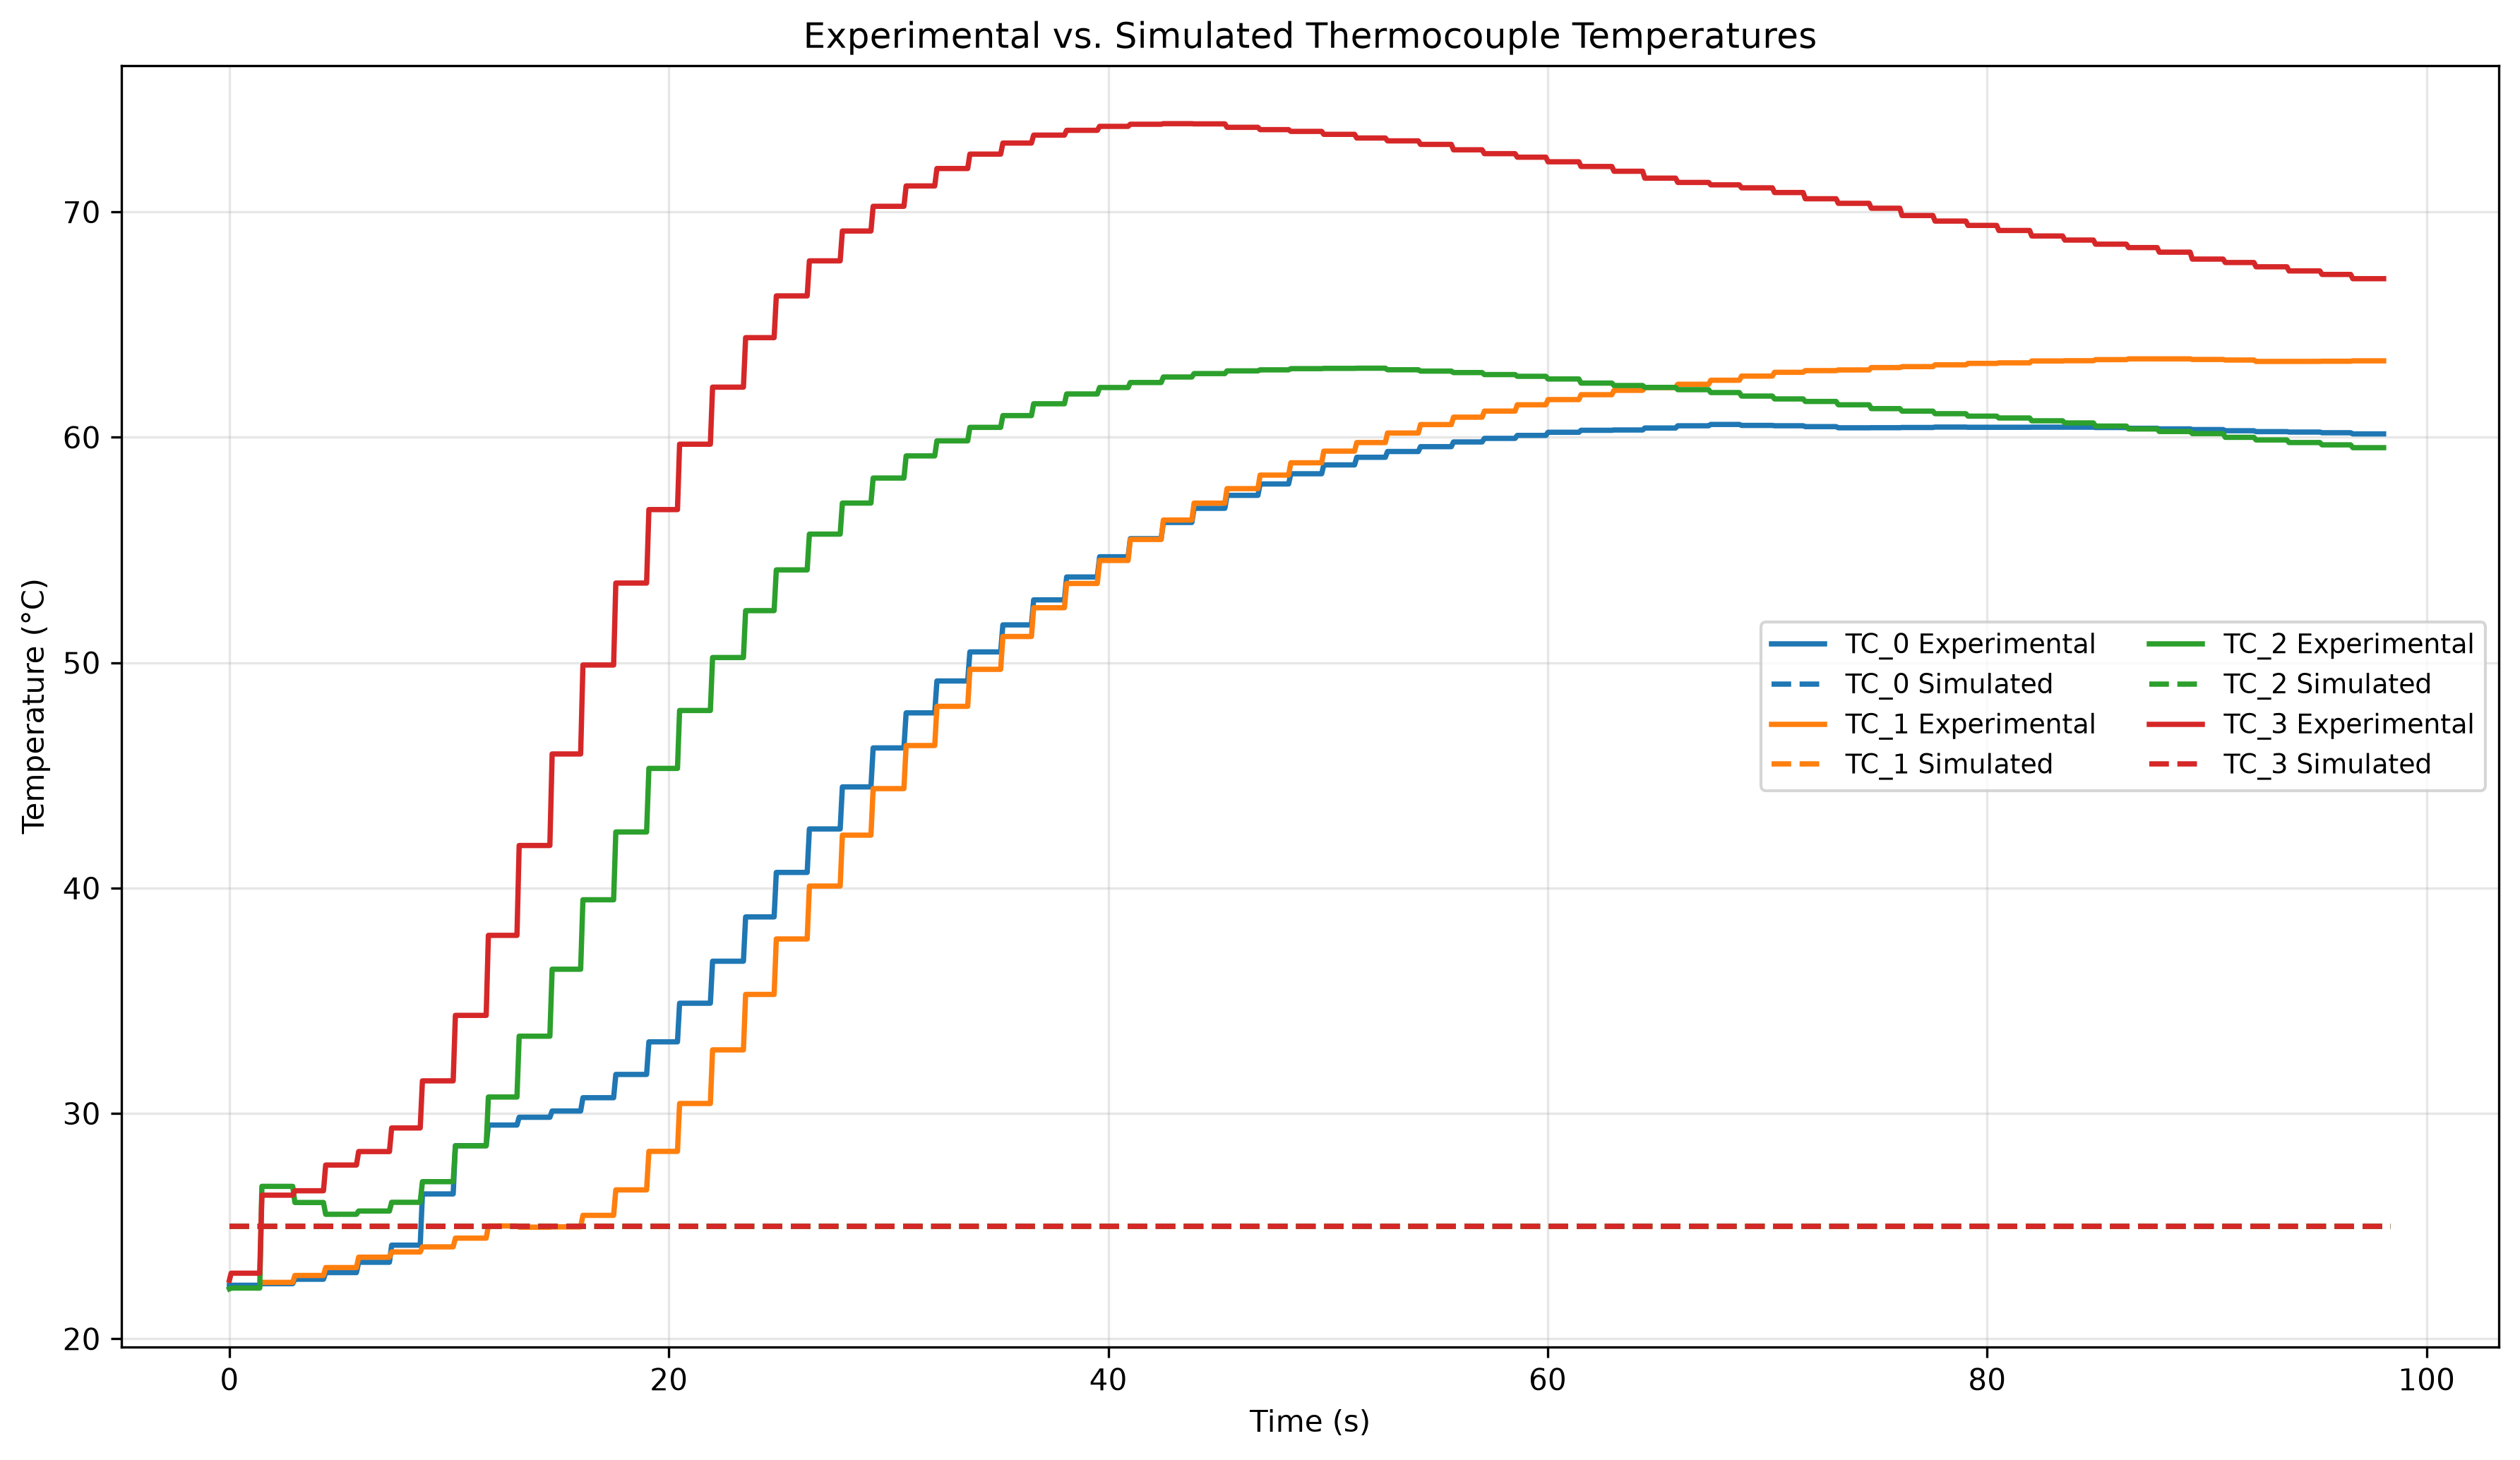 Experimental vs. Simulated Thermocouple Temperatures
Temperature (°C)
70
60
50
40
30
20
TC_0 Experimental
TC_0 Simulated
TC_1 Experimental
TC_1 Simulated
TC_2 Experimental
TC_2 Simulated
TC_3 Experimental
TC_3 Simulated
0 20 40 60 80 100
Time (s)